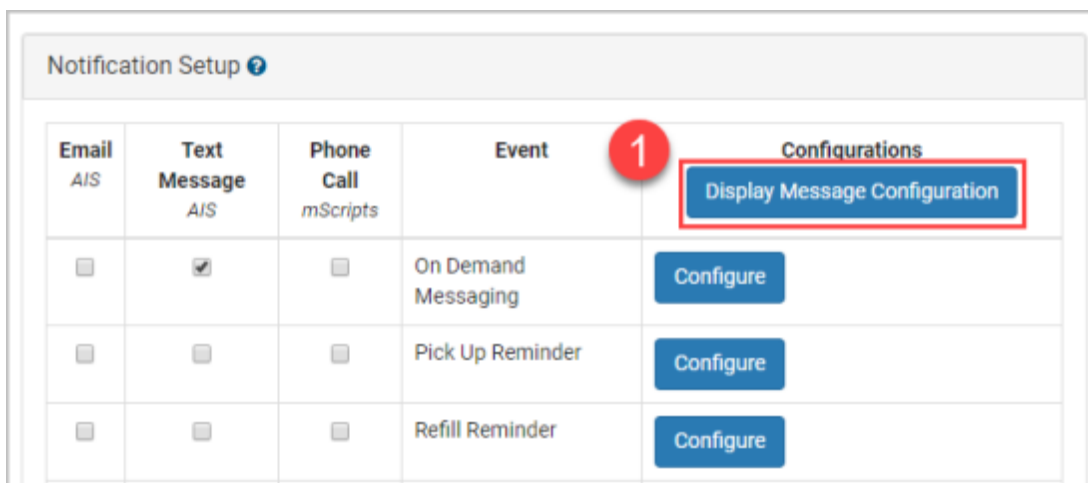 Notification Setup ?
Email
AIS
Text
Message
AIS
Phone
Call
mScripts
Event
1
Configurations
Display Message Configuration
On Demand
Messaging
Configure
Pick Up Reminder
Configure
Refill Reminder
Configure